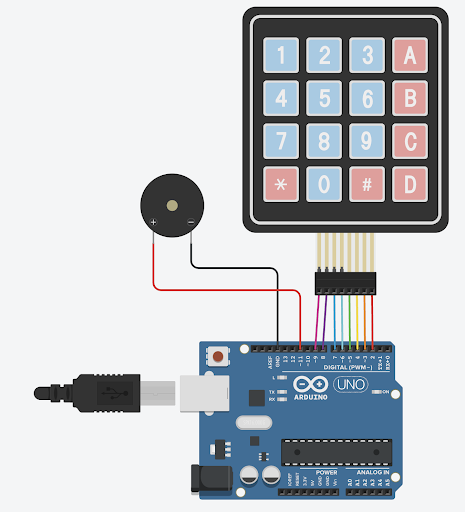 1 2 3 A
4 5 6 B
7 8 9 C
* 0 # D
+ −
AREF
GND
13
12
~11
~10
~9
8
7
~6
~5
4
~3
2
TX→1
RX←0
DIGITAL (PWM~)
L
TX
RX
ARDUINO
UNO
ON
POWER
ANALOG IN
IOREF
RESET
3.3V
5V
GND
GND
Vin
A0
A1
A2
A3
A4
A5